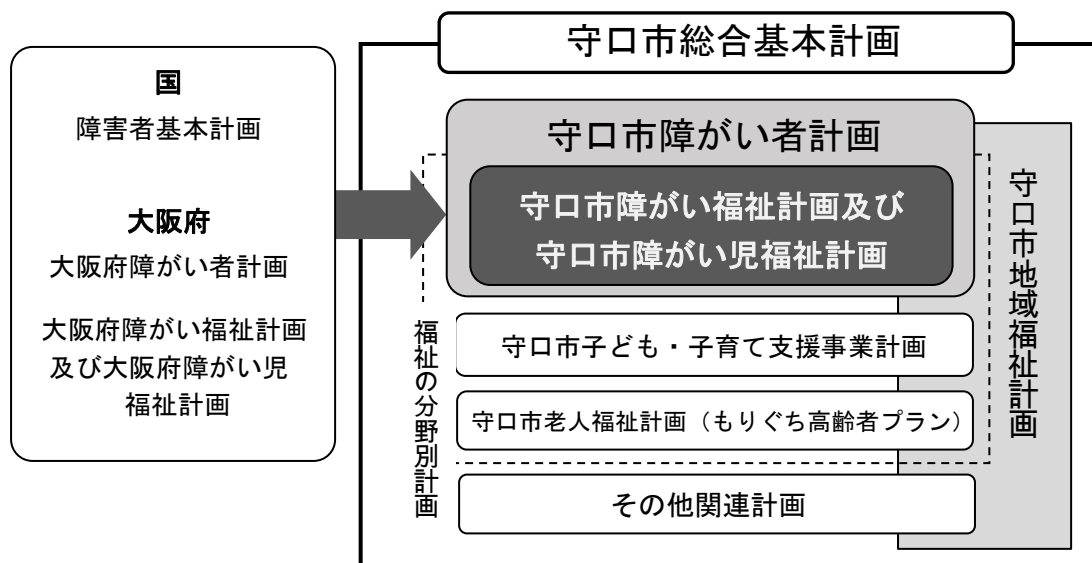 国
障害者基本計画
大阪府
大阪府障がい者計画
大阪府障がい福祉計画
及び大阪府障がい児
福祉計画
守口市総合基本計画
守口市障がい者計画
守口市障がい福祉計画及び
守口市障がい児福祉計画
守口市子ども・子育て支援事業計画
守口市老人福祉計画（もりぐち高齢者プラン）
その他関連計画
福祉の分野別計画
守口市地域福祉計画